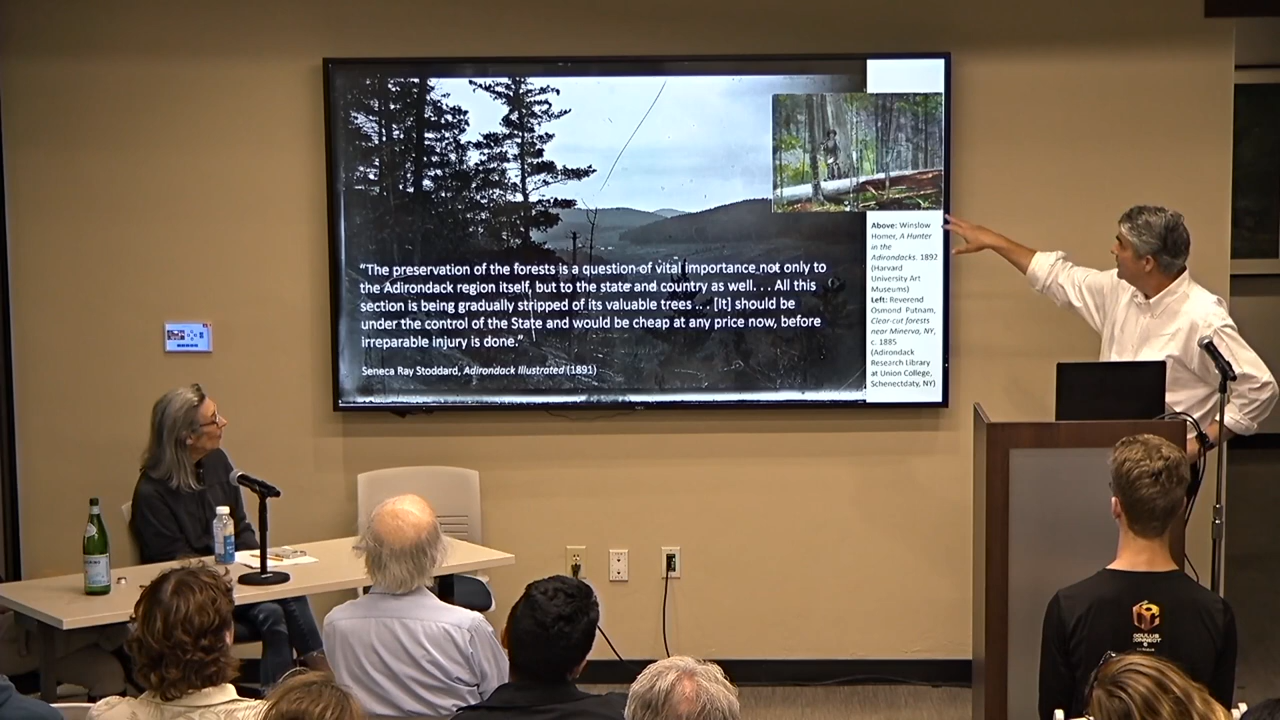 “The preservation of the forests is a question of vital importance not only to
the Adirondack region itself, but to the state and country as well. . . All this
section is being gradually stripped of its valuable trees ... [It] should be
under the control of the State and would be cheap at any price now, before
irreparable injury is done.”
Seneca Ray Stoddard, Adirondack Illustrated (1891)
Above: Winslow
Homer, A Hunter
in the
Adirondacks. 1892
(Harvard
University Art
Museums)
Left: Reverend
Osmond Putnam,
Clear-cut forests
near Minerva, NY,
c. 1885
(Adirondack
Research Library
at Union College,
Schenectdaty, NY)
NEC
OCULUS
CONNECT